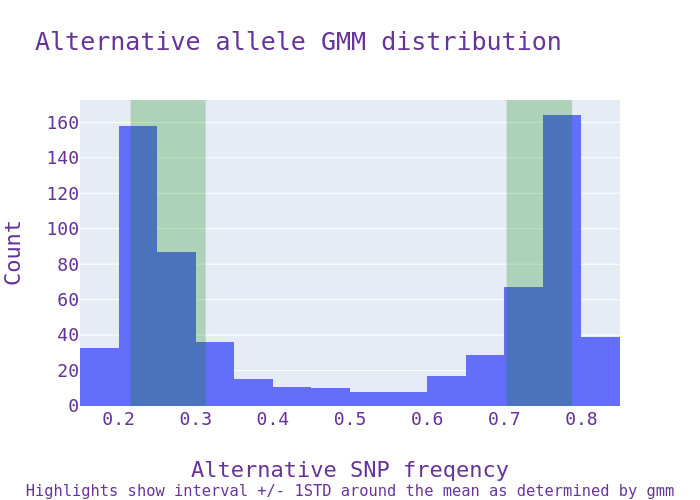 Alternative allele GMM distribution
160
140
120
100
80
60
40
20
0
Count
0.2 0.3 0.4 0.5 0.6 0.7 0.8
Alternative SNP freqency
Highlights show interval +/- 1STD around the mean as determined by gmm